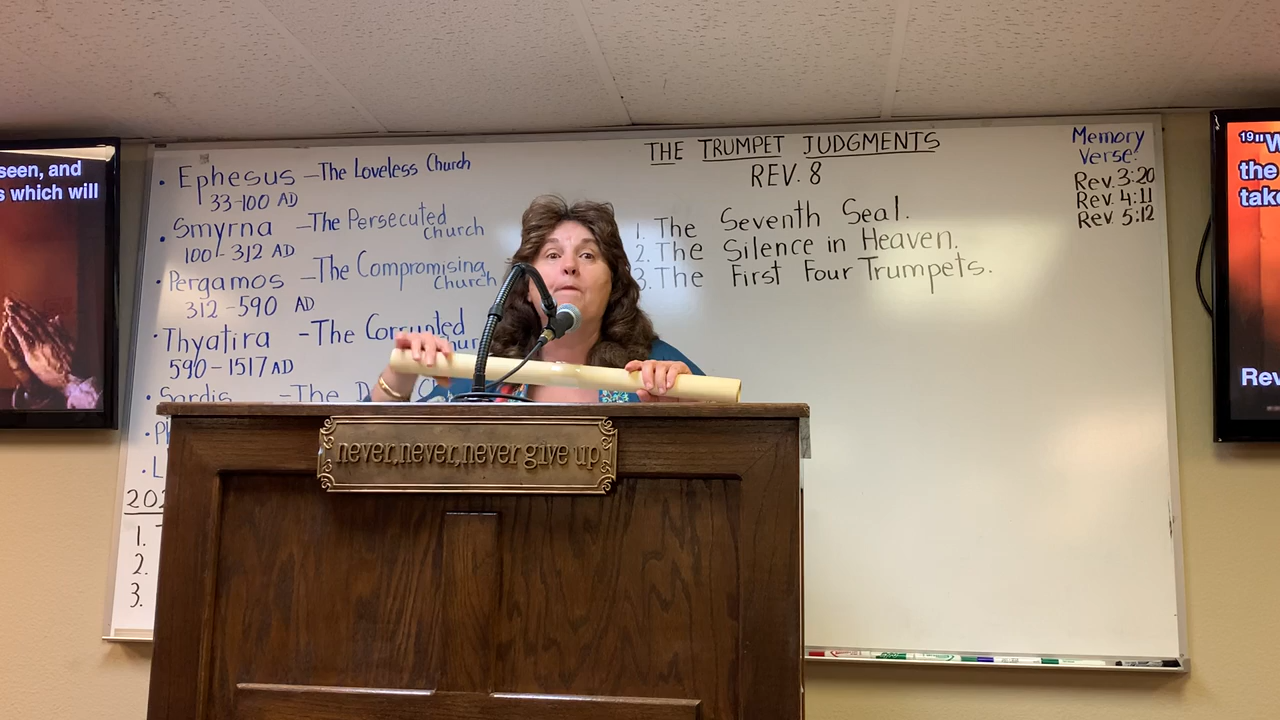 seen, and
s which will
• Ephesus – The Loveless Church
33-100 AD
• Smyrna – The Persecuted
Church
100-312 AD
• Pergamos – The Compromising
Church
312-590 AD
• Thyatira – The Corrupted
590-1517 AD
• Sardis – The
1.
2.
3.
THE TRUMPET JUDGMENTS
REV. 8
1. The Seventh Seal.
2. The Silence in Heaven.
3. The First Four Trumpets.
Memory
Verse:
Rev. 3:20
Rev. 4:11
Rev. 5:12
19"W
the
take
Rev
never, never, never give up